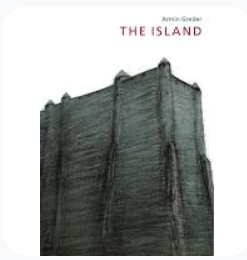 Armin Greder
THE ISLAND